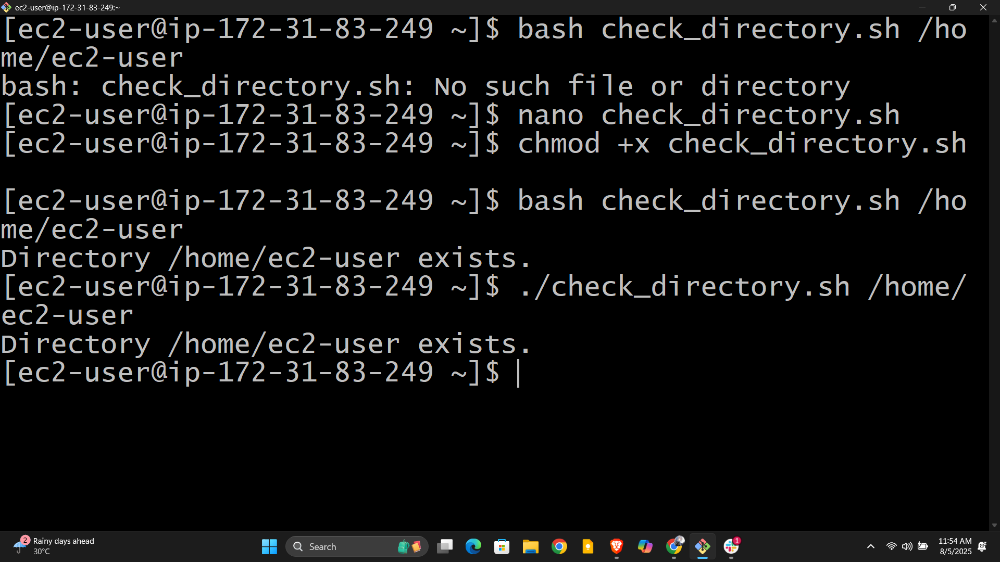 ec2-user@ip-172-31-83-249:~
[ec2-user@ip-172-31-83-249 ~]$ bash check_directory.sh /ho
me/ec2-user
bash: check_directory.sh: No such file or directory
[ec2-user@ip-172-31-83-249 ~]$ nano check_directory.sh
[ec2-user@ip-172-31-83-249 ~]$ chmod +x check_directory.sh
[ec2-user@ip-172-31-83-249 ~]$ bash check_directory.sh /ho
me/ec2-user
Directory /home/ec2-user exists.
[ec2-user@ip-172-31-83-249 ~]$ ./check_directory.sh /home/
ec2-user
Directory /home/ec2-user exists.
[ec2-user@ip-172-31-83-249 ~]$
2
Rainy days ahead
30°C
Search
1
11:54 AM
8/5/2025